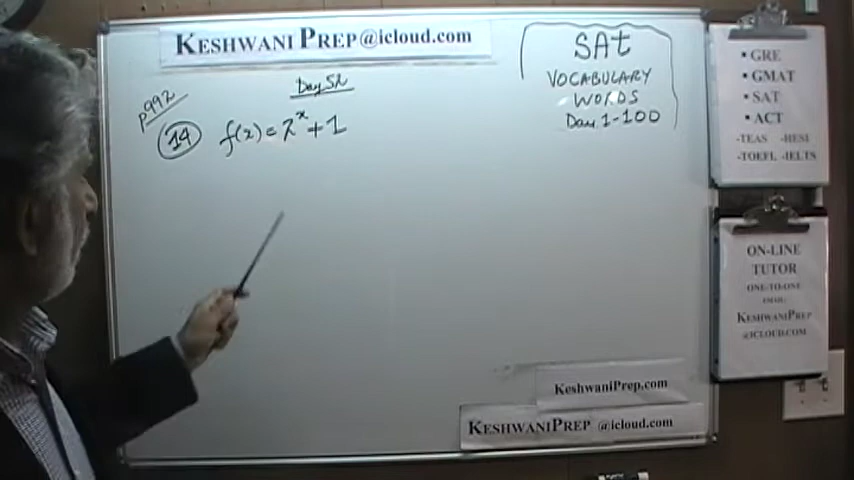 KESHWANI PREP@icloud.com
Day 52
p992
14 f(x) = 2^x + 1
SAt
VOCABULARY
WORDS
Day 1-100
▪ GRE
▪ GMAT
▪ SAT
▪ ACT
-TEAS -HESI
-TOEFL -IELTS
ON-LINE
TUTOR
ONE-TO-ONE
EMAIL:
KESHWANIPREP
@ICLOUD.COM
KeshwaniPrep.com
KESHWANIPREP @icloud.com